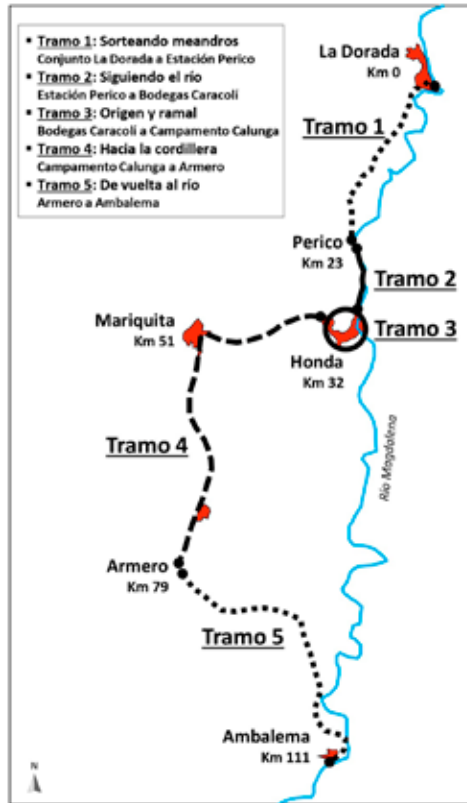 ▪ Tramo 1: Sorteando meandros
Conjunto La Dorada a Estación Perico
▪ Tramo 2: Siguiendo el río
Estación Perico a Bodegas Caracolí
▪ Tramo 3: Origen y ramal
Bodegas Caracolí a Campamento Calunga
▪ Tramo 4: Hacia la cordillera
Campamento Calunga a Armero
▪ Tramo 5: De vuelta al río
Armero a Ambalema
La Dorada
Km 0
Tramo 1
Perico
Km 23
Tramo 2
Mariquita
Km 51
Tramo 3
Honda
Km 32
Río Magdalena
Tramo 4
Armero
Km 79
Tramo 5
Ambalema
Km 111
N